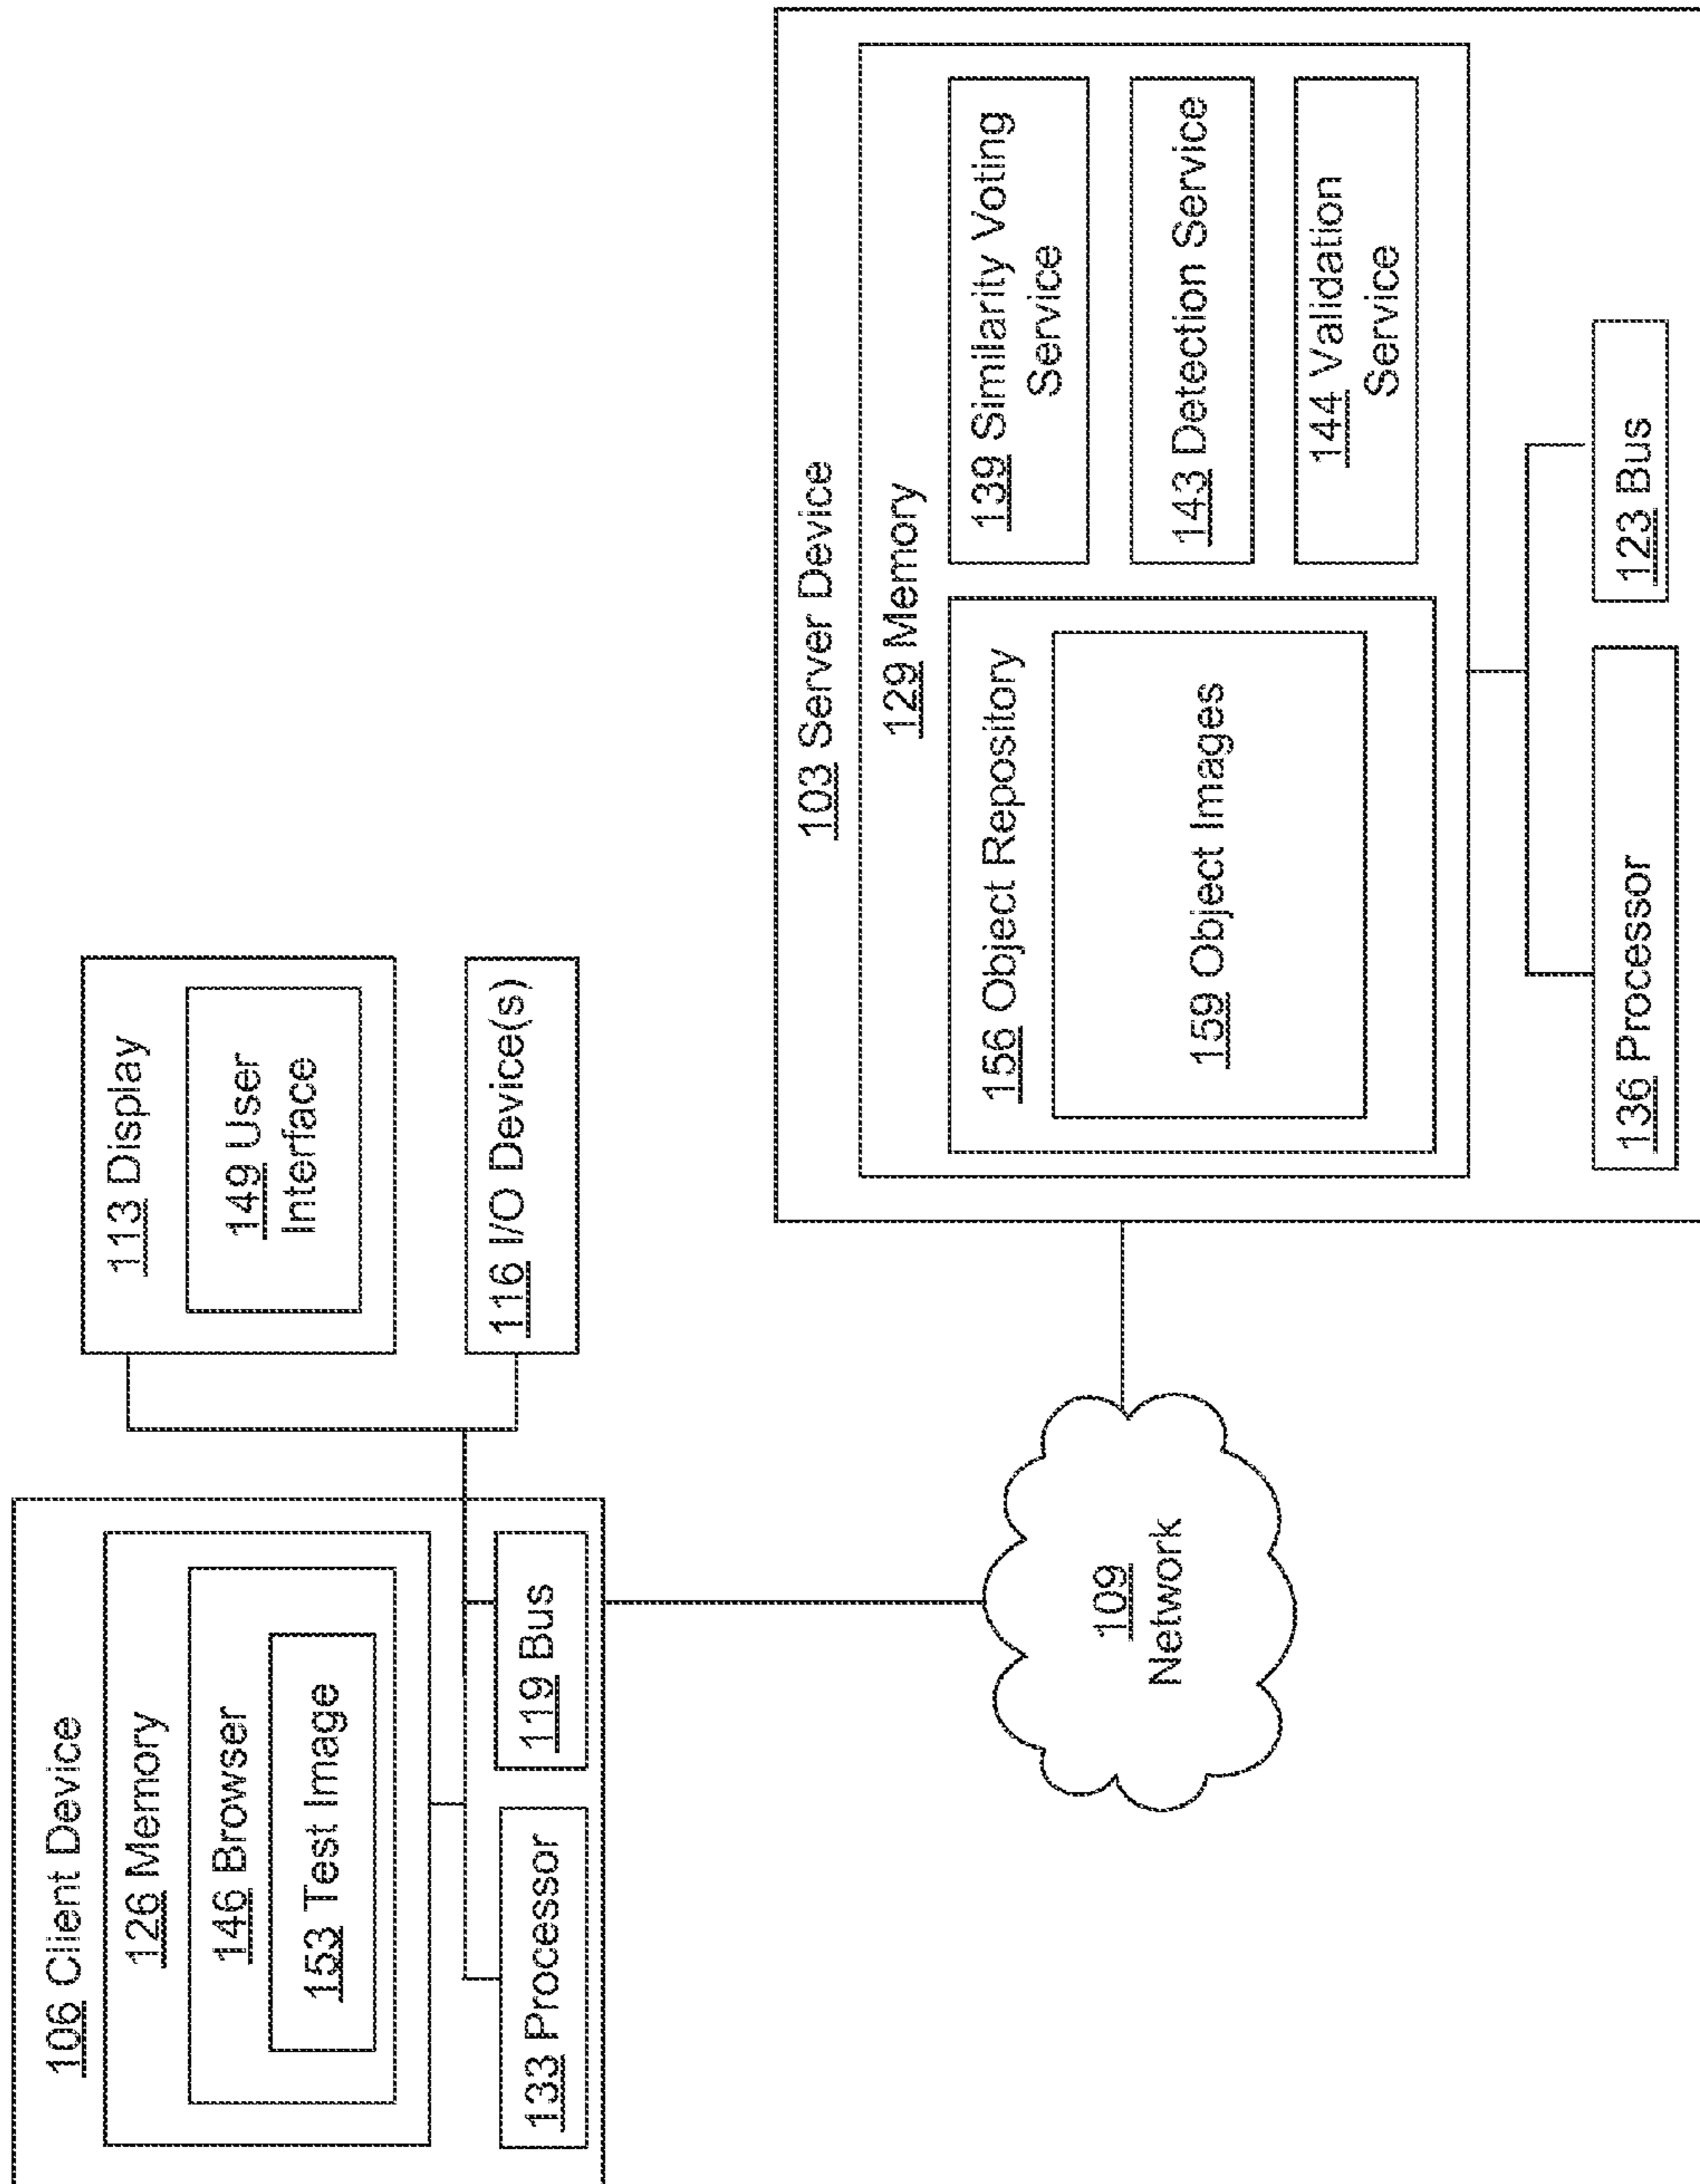 106 Client Device
126 Memory
146 Browser
153 Test Image
133 Processor
119 Bus
113 Display
149 User
Interface
116 I/O Device(s)
109
Network
103 Server Device
129 Memory
156 Object Repository
159 Object Images
139 Similarity Voting
Service
143 Detection Service
144 Validation
Service
136 Processor
123 Bus